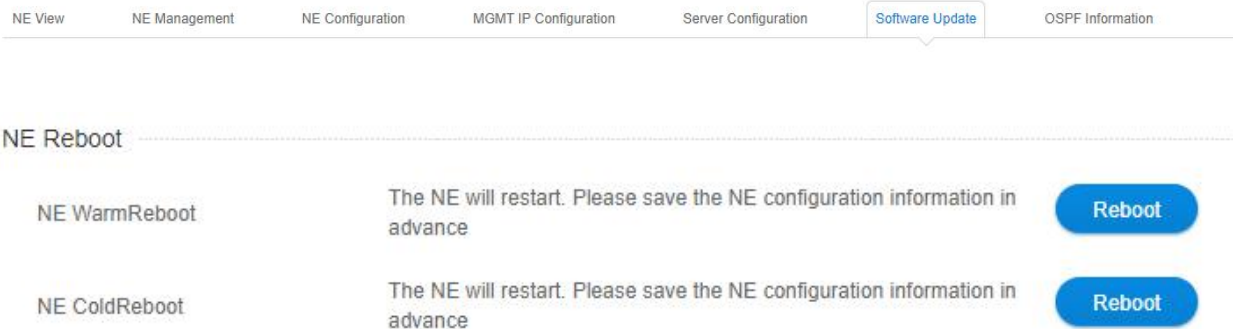 NE View NE Management NE Configuration MGMT IP Configuration Server Configuration Software Update OSPF Information
NE Reboot
NE WarmReboot
The NE will restart. Please save the NE configuration information in
advance
Reboot
NE ColdReboot
The NE will restart. Please save the NE configuration information in
advance
Reboot